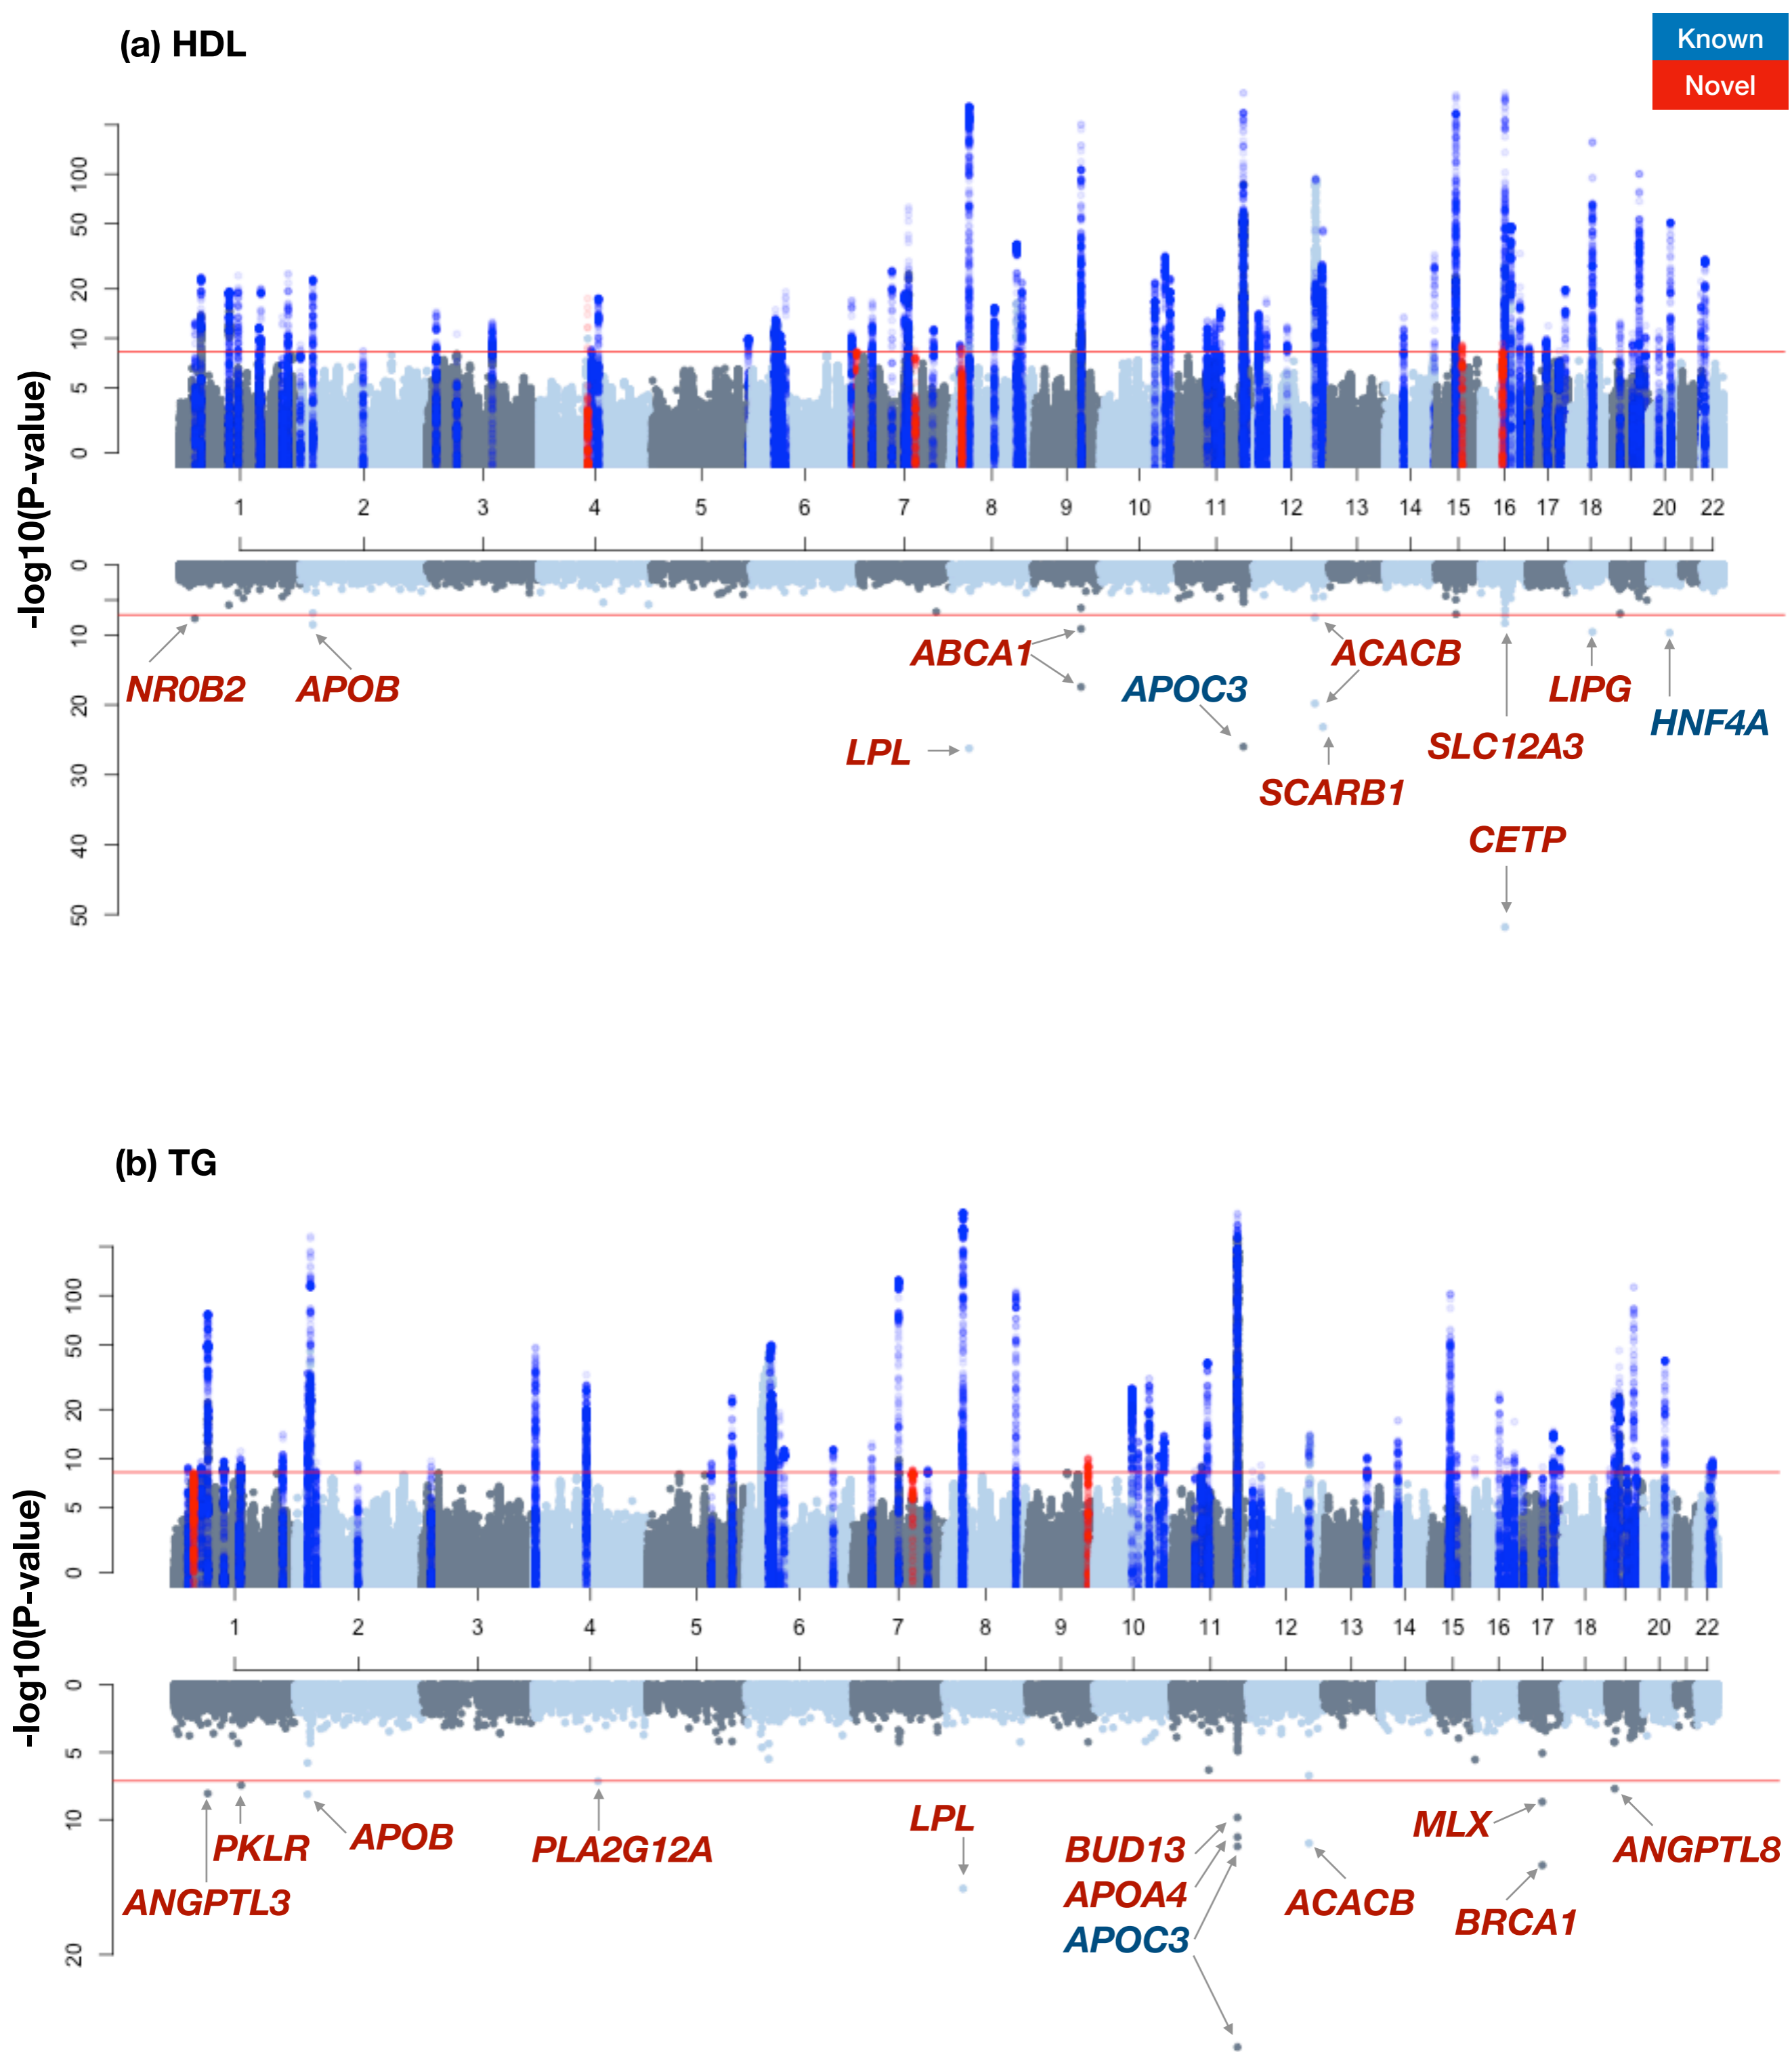 (a) HDL
Known
Novel
-log10(P-value)
100
50
20
10
5
0
1 2 3 4 5 6 7 8 9 10 11 12 13 14 15 16 17 18 20 22
0
10
20
30
40
50
NR0B2
APOB
ABCA1
ACACB
APOC3
LIPG
HNF4A
LPL
SLC12A3
SCARB1
CETP
(b) TG
-log10(P-value)
100
50
20
10
5
0
1 2 3 4 5 6 7 8 9 10 11 12 13 14 15 16 17 18 20 22
0
5
10
20
LPL
MLX
APOB
PKLR
PLA2G12A
BUD13
ANGPTL8
ANGPTL3
APOA4
ACACB
BRCA1
APOC3